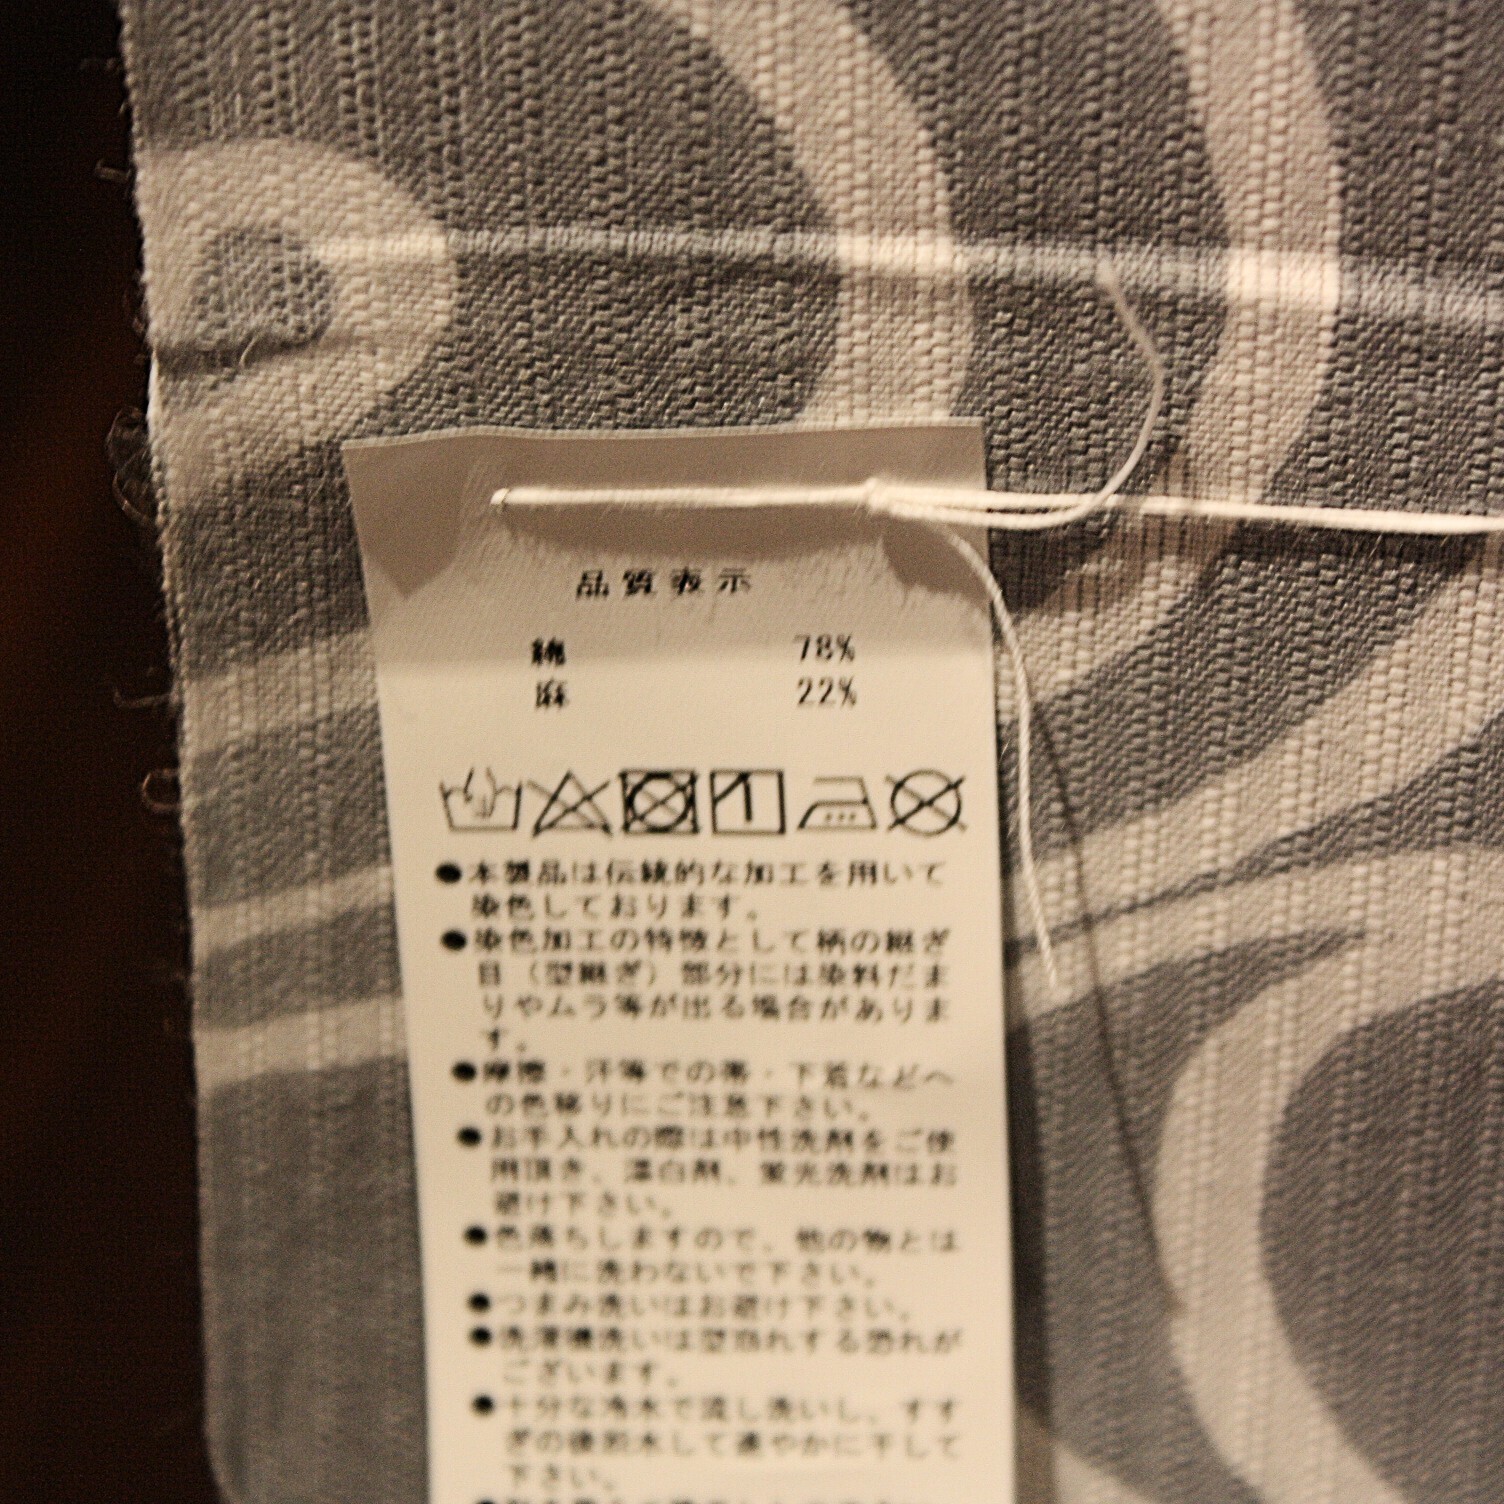 品質表示
綿 78%
麻 22%
●本製品は伝統的な加工を用いて
染色しております。
●染色加工の特徴として柄の継ぎ
目(型継ぎ)部分には染料だま
りやムラ等が出る場合がありま
す。
●摩擦・汗等での帯・下着などへ
の色移りにご注意下さい。
●お手入れの際は中性洗剤をご使
用頂き、漂白剤、蛍光洗剤はお
避け下さい。
●色落ちしますので、他の物とは
一緒に洗わないで下さい。
●つまみ洗いはお避け下さい。
●洗濯機洗いは型崩れする恐れが
ございます。
●十分な冷水で流し洗いし、すす
ぎの後脱水して速やかに干して
下さい。